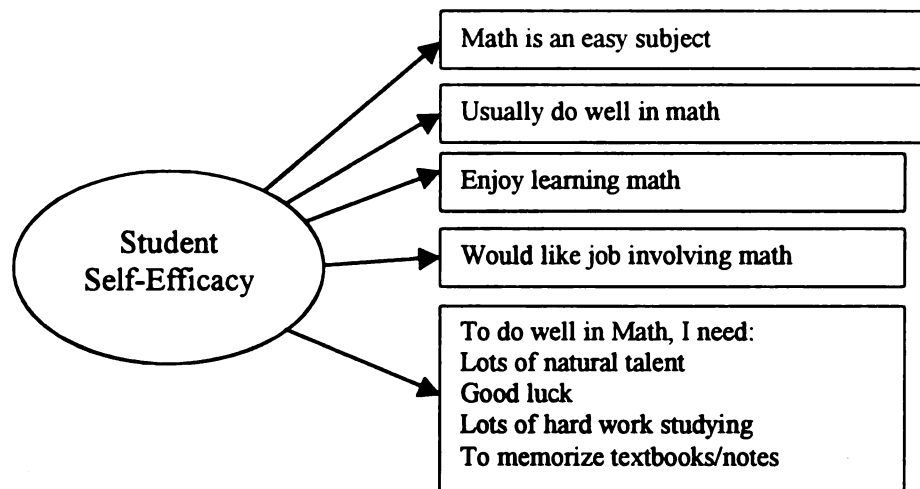 Math is an easy subject
Usually do well in math
Enjoy learning math
Student
Self-Efficacy
Would like job involving math
To do well in Math, I need:
Lots of natural talent
Good luck
Lots of hard work studying
To memorize textbooks/notes